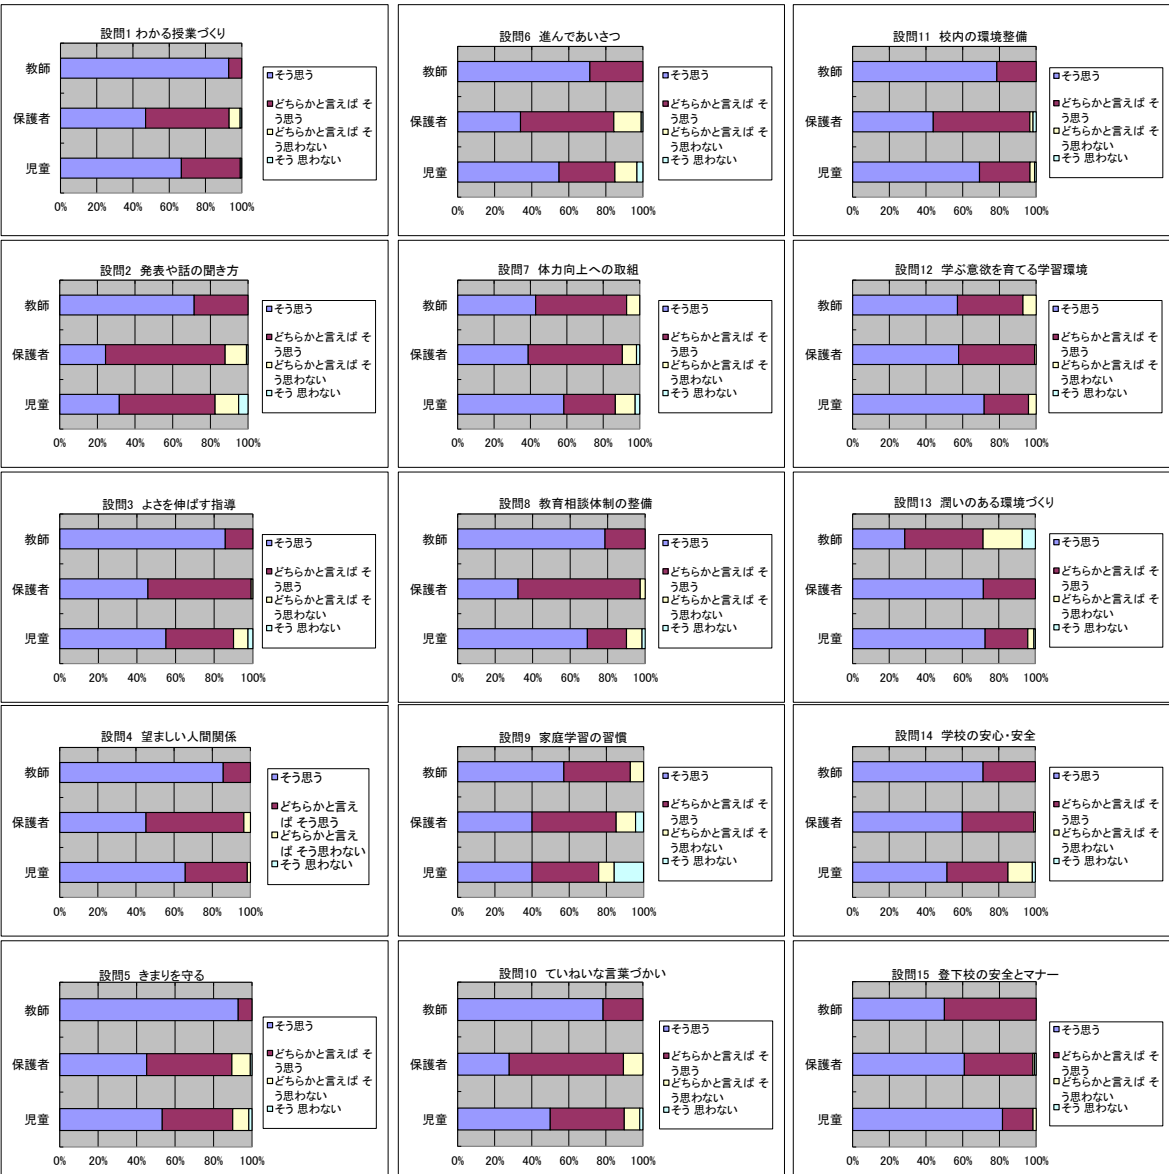 設問1 わかる授業づくり
教師
保護者
児童
0% 20% 40% 60% 80% 100%
そう思う
どちらかと言えば そ
う思う
どちらかと言えば そ
う思わない
そう 思わない
設問6 進んであいさつ
教師
保護者
児童
0% 20% 40% 60% 80% 100%
そう思う
どちらかと言えば そ
う思う
どちらかと言えば そ
う思わない
そう 思わない
設問11 校内の環境整備
教師
保護者
児童
0% 20% 40% 60% 80% 100%
そう思う
どちらかと言えば そ
う思う
どちらかと言えば そ
う思わない
そう 思わない
設問2 発表や話の聞き方
教師
保護者
児童
0% 20% 40% 60% 80% 100%
そう思う
どちらかと言えば そ
う思う
どちらかと言えば そ
う思わない
そう 思わない
設問7 体力向上への取組
教師
保護者
児童
0% 20% 40% 60% 80% 100%
そう思う
どちらかと言えば そ
う思う
どちらかと言えば そ
う思わない
そう 思わない
設問12 学ぶ意欲を育てる学習環境
教師
保護者
児童
0% 20% 40% 60% 80% 100%
そう思う
どちらかと言えば そ
う思う
どちらかと言えば そ
う思わない
そう 思わない
設問3 よさを伸ばす指導
教師
保護者
児童
0% 20% 40% 60% 80% 100%
そう思う
どちらかと言えば そ
う思う
どちらかと言えば そ
う思わない
そう 思わない
設問8 教育相談体制の整備
教師
保護者
児童
0% 20% 40% 60% 80% 100%
そう思う
どちらかと言えば そ
う思う
どちらかと言えば そ
う思わない
そう 思わない
設問13 潤いのある環境づくり
教師
保護者
児童
0% 20% 40% 60% 80% 100%
そう思う
どちらかと言えば そ
う思う
どちらかと言えば そ
う思わない
そう 思わない
設問4 望ましい人間関係
教師
保護者
児童
0% 20% 40% 60% 80% 100%
そう思う
どちらかと言え
ば そう思う
どちらかと言え
ば そう思わない
そう 思わない
設問9 家庭学習の習慣
教師
保護者
児童
0% 20% 40% 60% 80% 100%
そう思う
どちらかと言えば そ
う思う
どちらかと言えば そ
う思わない
そう 思わない
設問14 学校の安心・安全
教師
保護者
児童
0% 20% 40% 60% 80% 100%
そう思う
どちらかと言えば そ
う思う
どちらかと言えば そ
う思わない
そう 思わない
設問5 きまりを守る
教師
保護者
児童
0% 20% 40% 60% 80% 100%
そう思う
どちらかと言えば そ
う思う
どちらかと言えば そ
う思わない
そう 思わない
設問10 ていねいな言葉づかい
教師
保護者
児童
0% 20% 40% 60% 80% 100%
そう思う
どちらかと言えば そ
う思う
どちらかと言えば そ
う思わない
そう 思わない
設問15 登下校の安全とマナー
教師
保護者
児童
0% 20% 40% 60% 80% 100%
そう思う
どちらかと言えば そ
う思う
どちらかと言えば そ
う思わない
そう 思わない